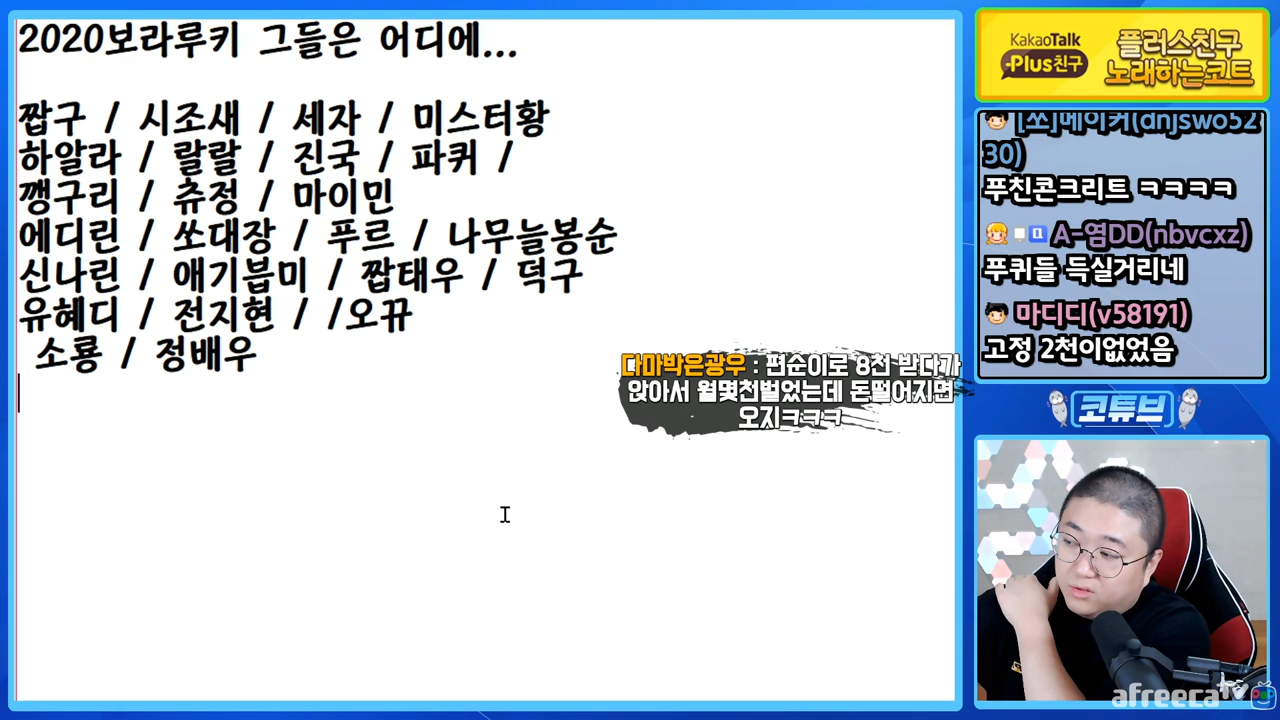 2020보라루키 그들은 어디에...
짭구 / 시조새 / 세자 / 미스터황
하알라 / 랄랄 / 진국 / 파퀴 /
깽구리 / 츄정 / 마이민
에디린 / 쏘대장 / 푸르 / 나무늘봉순
신나린 / 애기븝미 / 짭태우 / 덕구
유혜디 / 전지현 / /오뀨
소룡 / 정배우
다마박은광우 : 편순이로 8천 받다가
앉아서 월몇천벌었는데 돈떨어지면
오지ㅋㅋㅋ
KakaoTalk
Plus친구
플러스친구
노래하는코트
[쪼]메이커(dnjswo52
30)
푸친콘크리트 ㅋㅋㅋㅋ
A-염DD(nbvcxz)
푸퀴들 득실거리네
마디디(v58191)
고정 2천이없었음
코튜브
afreecaTV